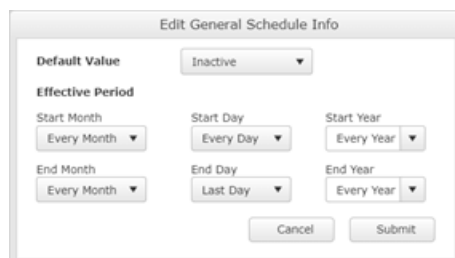 Edit General Schedule Info
Default Value Inactive
Effective Period
Start Month Start Day Start Year
Every Month Every Day Every Year
End Month End Day End Year
Every Month Last Day Every Year
Cancel Submit